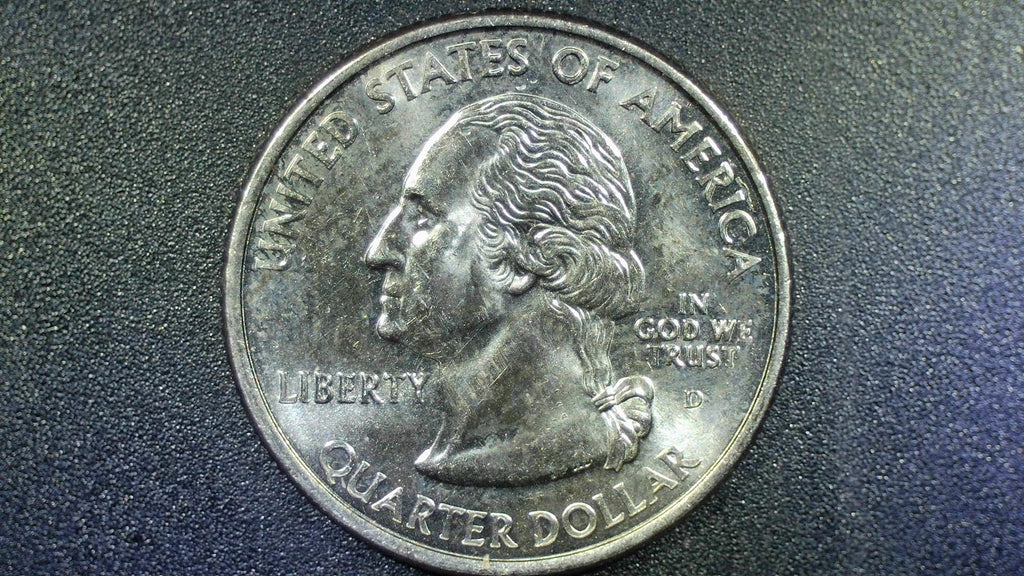 UNITED STATES OF AMERICA
LIBERTY
IN
GOD WE
TRUST
D
QUARTER DOLLAR